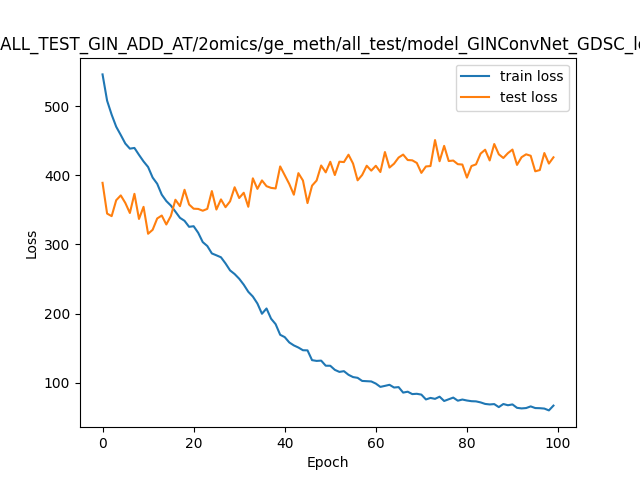 ALL_TEST_GIN_ADD_AT/2omics/ge_meth/all_test/model_GINConvNet_GDSC_l
train loss
test loss
Loss
500
400
300
200
100
0
20
40
60
80
100
Epoch